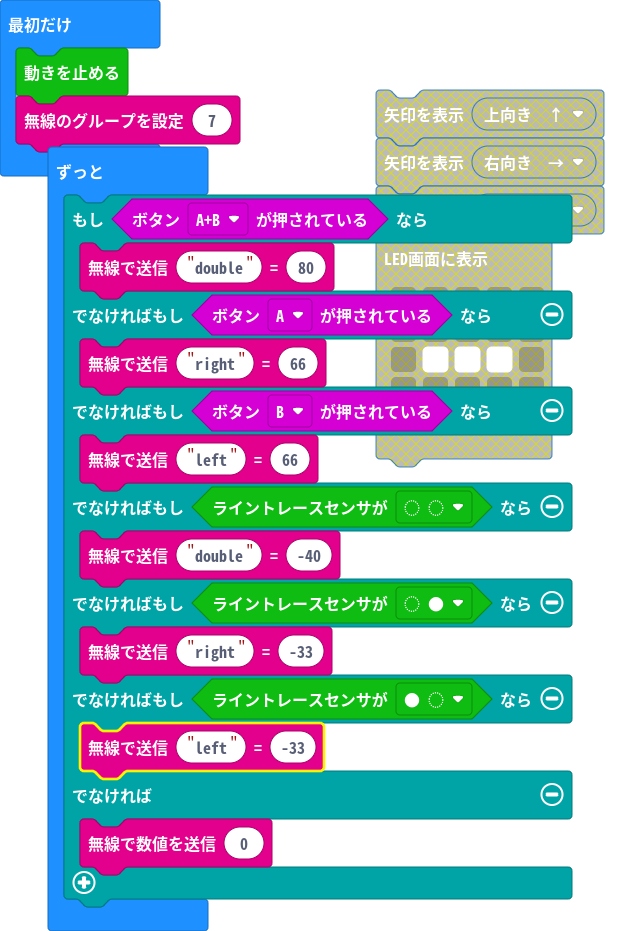 最初だけ
動きを止める
無線のグループを設定 7
矢印を表示 上向き ↑
ずっと
矢印を表示 右向き →
もし ボタン A+B が押されている なら
無線で送信 "double" = 80
LED画面に表示
でなければもし ボタン A が押されている なら
無線で送信 "right" = 66
でなければもし ボタン B が押されている なら
無線で送信 "left" = 66
でなければもし ライントレースセンサが なら
無線で送信 "double" = -40
でなければもし ライントレースセンサが なら
無線で送信 "right" = -33
でなければもし ライントレースセンサが なら
無線で送信 "left" = -33
でなければ
無線で数値を送信 0